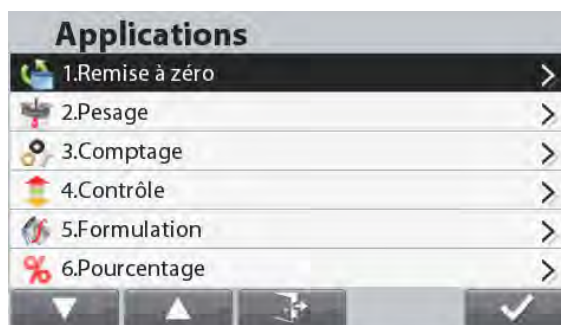 Applications
1.Remise à zéro
2.Pesage
3.Comptage
4.Contrôle
5.Formulation
6.Pourcentage